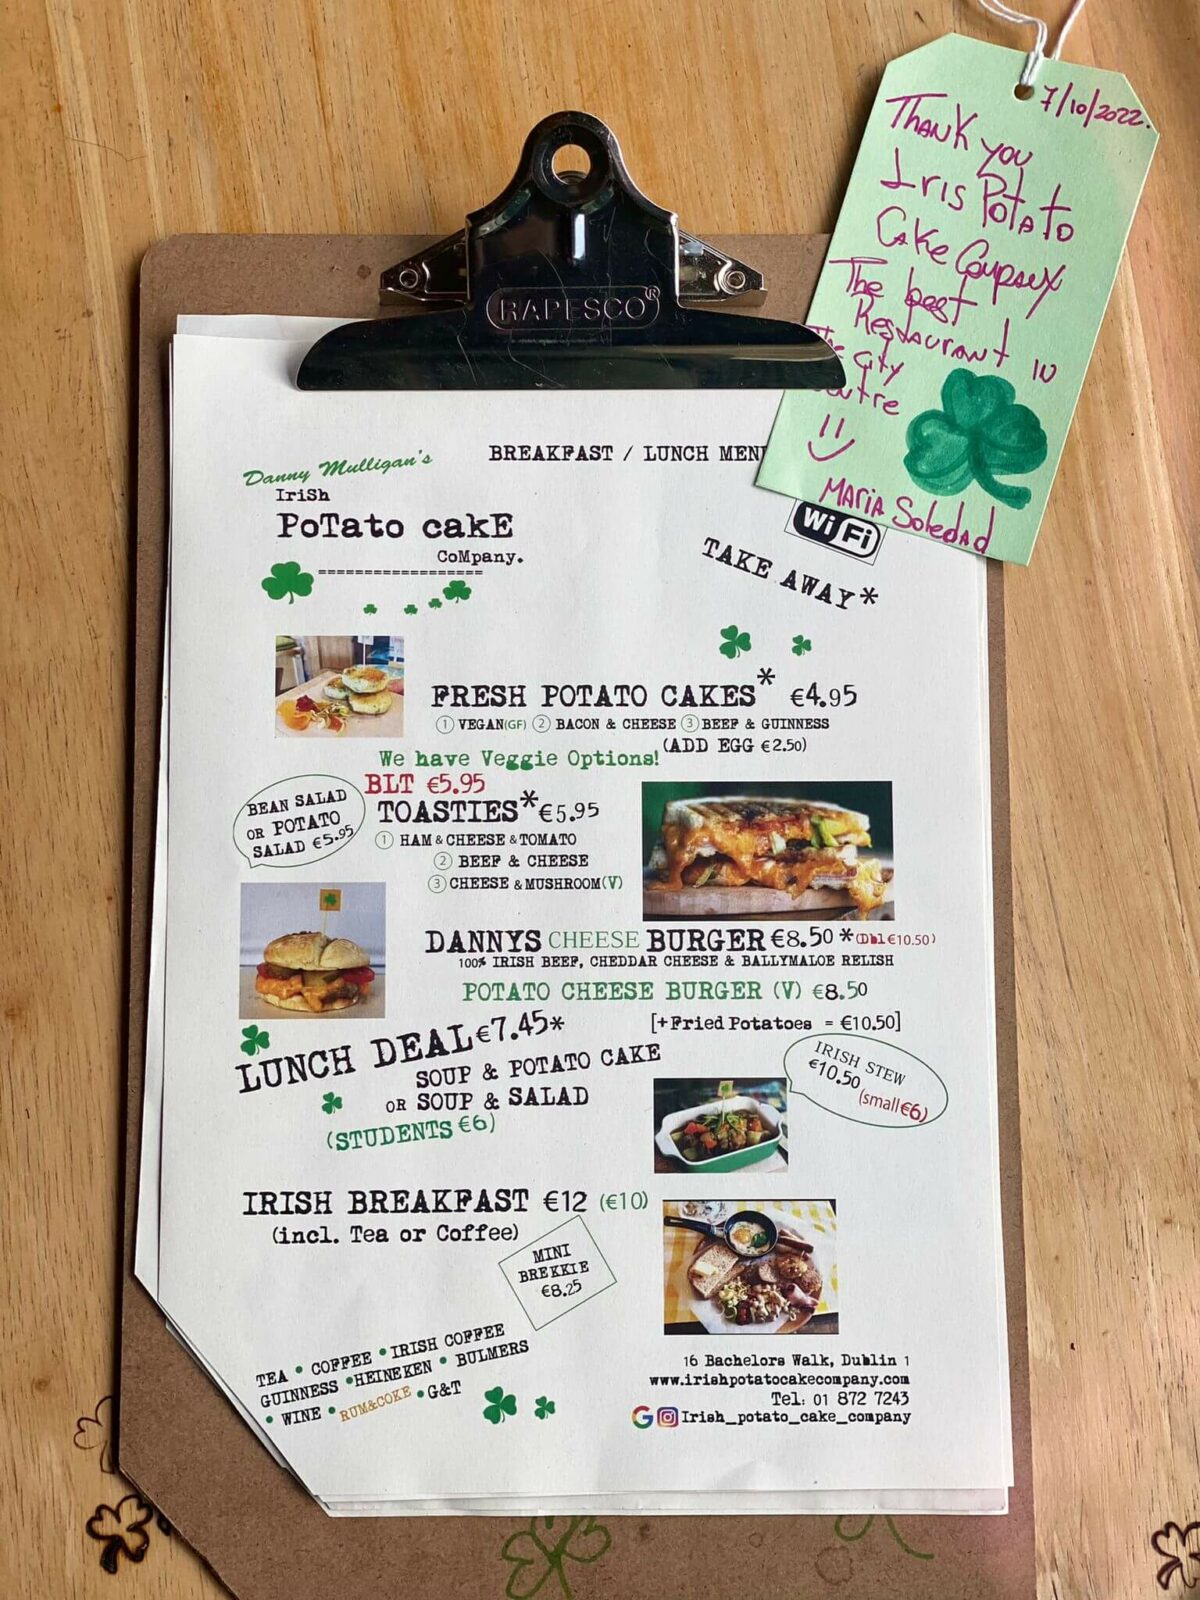 7/10/2022.
Thank you
Iris Potato
Cake Company
The best
Restaurant in
The City
Centre
Maria Soledad
RAPESCO®
BREAKFAST / LUNCH MENU
Danny Mulligan's
IriSh
PoTato cakE
CoMpany.
WiFi
TAKE AWAY*
FRESH POTATO CAKES* €4.95
1 VEGAN(GF) 2 BACON & CHEESE 3 BEEF & GUINNESS
(ADD EGG €2.50)
We have Veggie Options!
BLT €5.95
BEAN SALAD
OR POTATO
SALAD €5.95
TOASTIES* €5.95
1 HAM & CHEESE & TOMATO
2 BEEF & CHEESE
3 CHEESE & MUSHROOM(V)
DANNYS CHEESE BURGER €8.50 * (Dbl €10.50)
100% IRISH BEEF, CHEDDAR CHEESE & BALLYMALOE RELISH
POTATO CHEESE BURGER (V) €8.50
[+Fried Potatoes = €10.50]
LUNCH DEAL €7.45*
SOUP & POTATO CAKE
OR SOUP & SALAD
(STUDENTS €6)
IRISH STEW
€10.50
(small €6)
IRISH BREAKFAST €12 (€10)
(incl. Tea or Coffee)
MINI
BREKKIE
€8.25
TEA • COFFEE • IRISH COFFEE
GUINNESS • HEINEKEN • BULMERS
• WINE • RUM&COKE • G&T
16 Bachelors Walk, Dublin 1
www.irishpotatocakecompany.com
Tel: 01 872 7243
G Irish_potato_cake_company